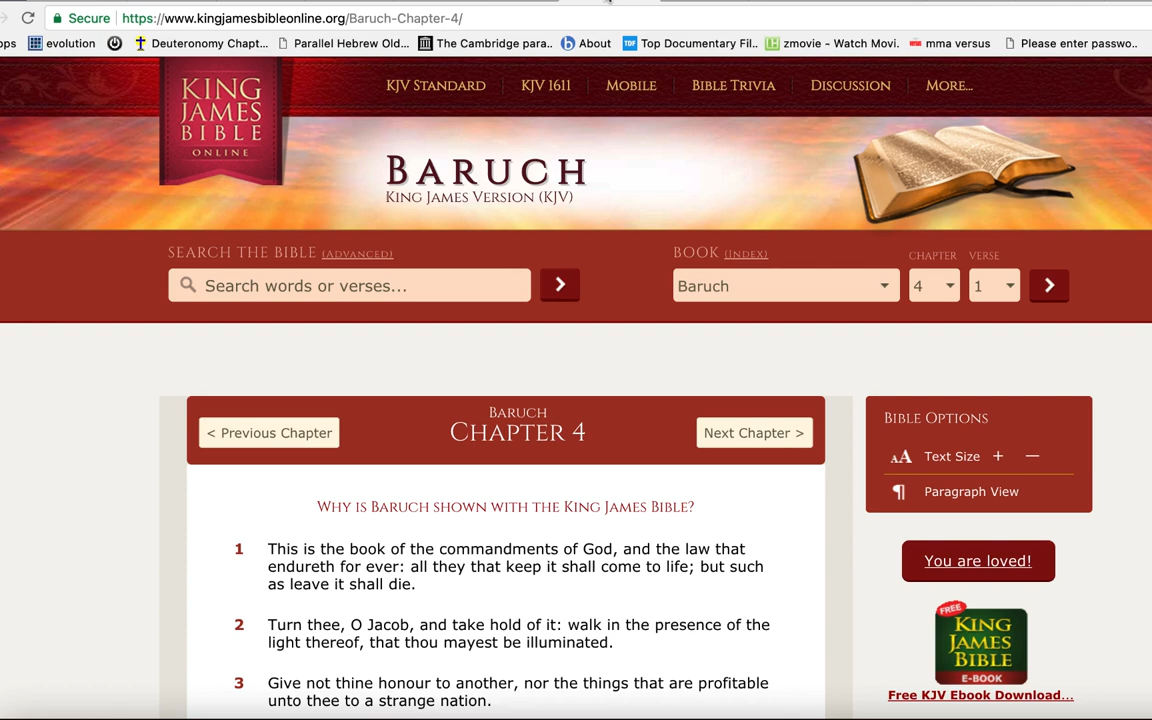 Secure https://www.kingjamesbibleonline.org/Baruch-Chapter-4/
ops evolution Deuteronomy Chapt... Parallel Hebrew Old... The Cambridge para.. About Top Documentary Fil.. zmovie - Watch Movi. mma versus Please enter passwo..
KING
JAMES
BIBLE
ONLINE
KJV STANDARD KJV 1611 MOBILE BIBLE TRIVIA DISCUSSION MORE...
BARUCH
KING JAMES VERSION (KJV)
SEARCH THE BIBLE (ADVANCED)
Search words or verses...
BOOK (INDEX) CHAPTER VERSE
Baruch 4 1
BARUCH
CHAPTER 4
< Previous Chapter
Next Chapter >
WHY IS BARUCH SHOWN WITH THE KING JAMES BIBLE?
1 This is the book of the commandments of God, and the law that
endureth for ever: all they that keep it shall come to life; but such
as leave it shall die.
2 Turn thee, O Jacob, and take hold of it: walk in the presence of the
light thereof, that thou mayest be illuminated.
3 Give not thine honour to another, nor the things that are profitable
unto thee to a strange nation.
BIBLE OPTIONS
AA Text Size + —
¶ Paragraph View
You are loved!
FREE
KING
JAMES
BIBLE
E-BOOK
Free KJV Ebook Download...